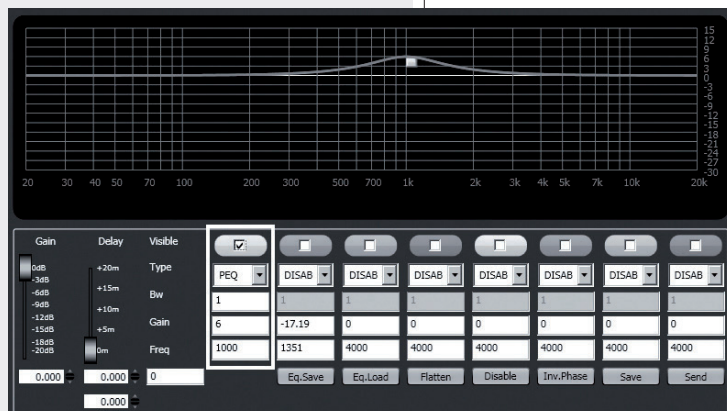 15
12
9
6
3
0
-3
-6
-9
-12
-15
-18
-21
-24
-27
-30
20 30 40 50 70 100 200 300 500 700 1k 2k 3k 4k 5k 7k 10k 20k
Gain Delay Visible
0dB
-3dB
-6dB
-9dB
-12dB
-15dB
-18dB
-20dB
+20m
+15m
+10m
+5m
0m
Type PEQ DISAB DISAB DISAB DISAB DISAB DISAB DISAB
Bw 1 1 1 1 1 1 1 1
Gain 6 -17.19 0 0 0 0 0 0
Freq 1000 1351 4000 4000 4000 4000 4000 4000
0.000 0.000 0 Eq.Save Eq.Load Flatten Disable Inv.Phase Save Send
0.000